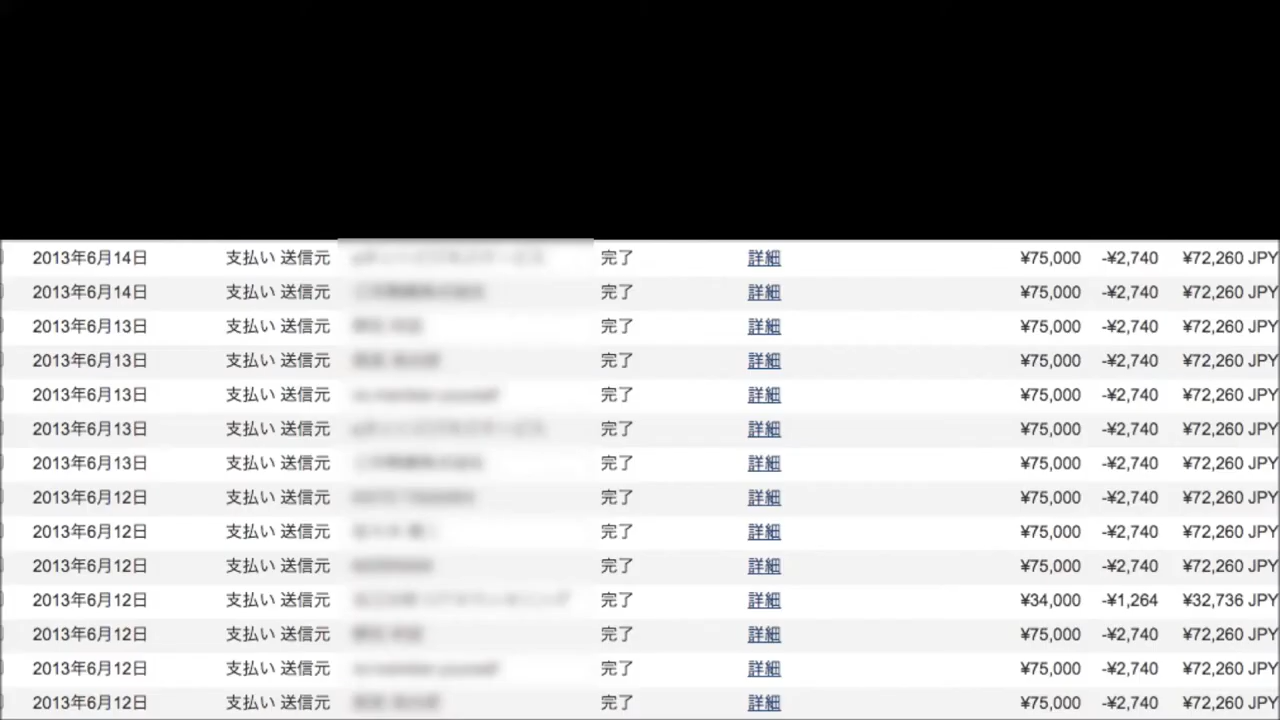 2013年6月14日 支払い 送信元 完了 詳細 ¥75,000 -¥2,740 ¥72,260 JPY
2013年6月14日 支払い 送信元 完了 詳細 ¥75,000 -¥2,740 ¥72,260 JPY
2013年6月13日 支払い 送信元 完了 詳細 ¥75,000 -¥2,740 ¥72,260 JPY
2013年6月13日 支払い 送信元 完了 詳細 ¥75,000 -¥2,740 ¥72,260 JPY
2013年6月13日 支払い 送信元 完了 詳細 ¥75,000 -¥2,740 ¥72,260 JPY
2013年6月13日 支払い 送信元 完了 詳細 ¥75,000 -¥2,740 ¥72,260 JPY
2013年6月13日 支払い 送信元 完了 詳細 ¥75,000 -¥2,740 ¥72,260 JPY
2013年6月12日 支払い 送信元 完了 詳細 ¥75,000 -¥2,740 ¥72,260 JPY
2013年6月12日 支払い 送信元 完了 詳細 ¥75,000 -¥2,740 ¥72,260 JPY
2013年6月12日 支払い 送信元 完了 詳細 ¥75,000 -¥2,740 ¥72,260 JPY
2013年6月12日 支払い 送信元 完了 詳細 ¥34,000 -¥1,264 ¥32,736 JPY
2013年6月12日 支払い 送信元 完了 詳細 ¥75,000 -¥2,740 ¥72,260 JPY
2013年6月12日 支払い 送信元 完了 詳細 ¥75,000 -¥2,740 ¥72,260 JPY
2013年6月12日 支払い 送信元 完了 詳細 ¥75,000 -¥2,740 ¥72,260 JPY